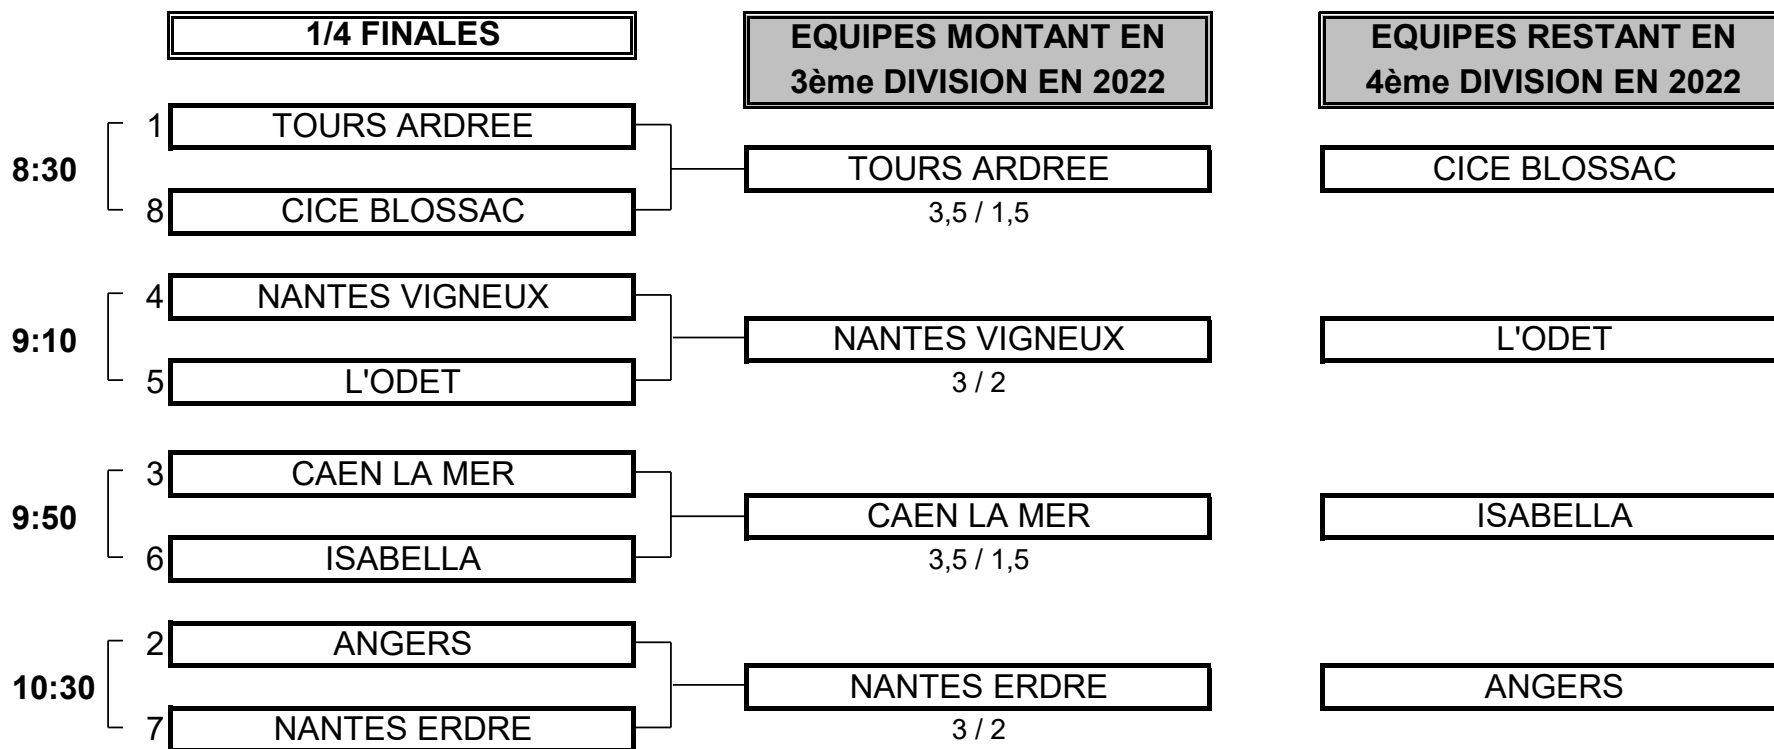 1/4 FINALES
EQUIPES MONTANT EN
3ème DIVISION EN 2022
EQUIPES RESTANT EN
4ème DIVISION EN 2022
8:30
1 TOURS ARDREE
8 CICE BLOSSAC
TOURS ARDREE
3,5 / 1,5
CICE BLOSSAC
9:10
4 NANTES VIGNEUX
5 L'ODET
NANTES VIGNEUX
3 / 2
L'ODET
9:50
3 CAEN LA MER
6 ISABELLA
CAEN LA MER
3,5 / 1,5
ISABELLA
10:30
2 ANGERS
7 NANTES ERDRE
NANTES ERDRE
3 / 2
ANGERS